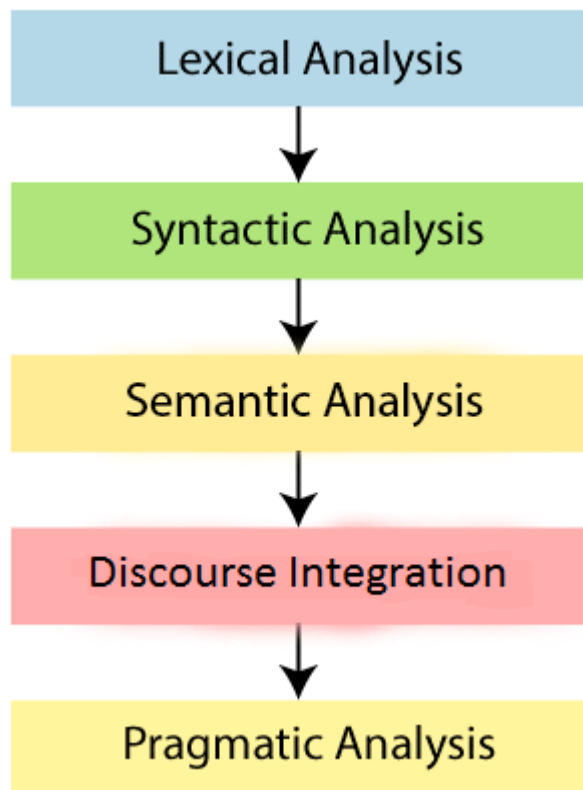 Lexical Analysis
Syntactic Analysis
Semantic Analysis
Discourse Integration
Pragmatic Analysis